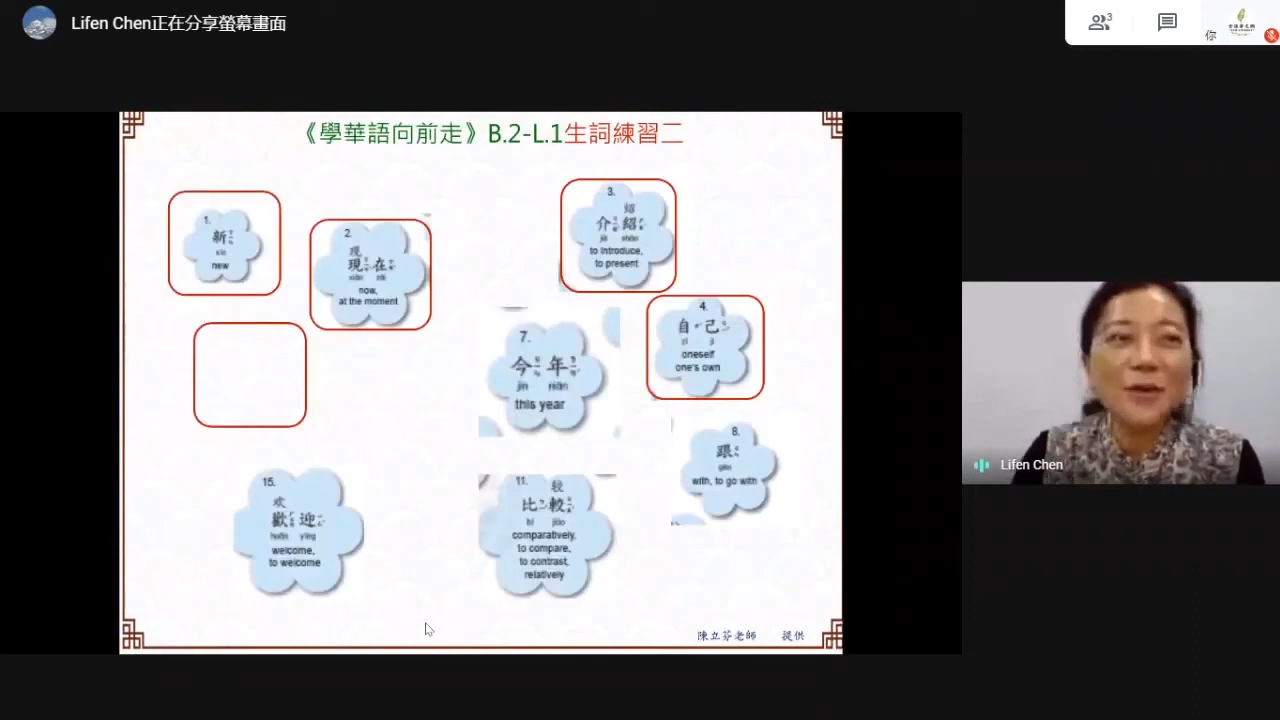 Lifen Chen正在分享螢幕畫面
3
你
《學華語向前走》B.2-L.1生詞練習二
1.
新
xīn
new
2.
现
現在
xiàn zài
now,
at the moment
3.
绍
介紹
jiè shào
to introduce,
to present
4.
自己
zì jǐ
oneself
one's own
7.
今年
jīn nián
this year
8.
跟
gēn
with, to go with
15.
欢
歡迎
huān yíng
welcome,
to welcome
11.
较
比較
bǐ jiào
comparatively,
to compare,
to contrast,
relatively
Lifen Chen
陳立芬老師 提供